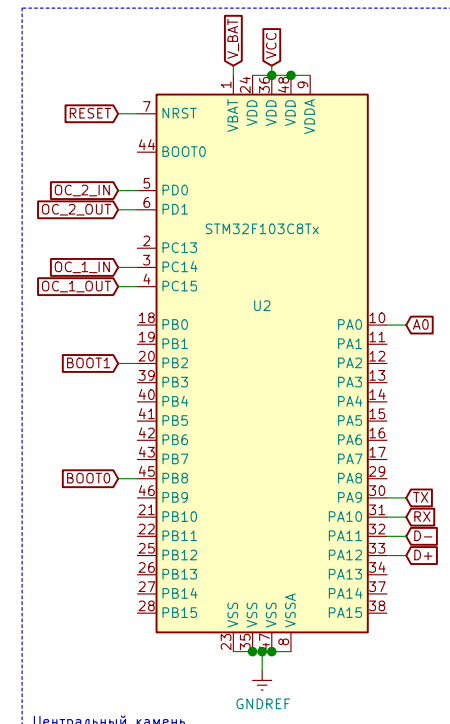 V_BAT VCC
1 24 36 48 9
VBAT VDD VDD VDD VDDA
RESET 7 NRST
44 BOOT0
OC_2_IN 5 PD0
OC_2_OUT 6 PD1
STM32F103C8Tx
2 PC13
OC_1_IN 3 PC14
OC_1_OUT 4 PC15
U2
18 PB0 PA0 10 A0
19 PB1 PA1 11
BOOT1 20 PB2 PA2 12
39 PB3 PA3 13
40 PB4 PA4 14
41 PB5 PA5 15
42 PB6 PA6 16
43 PB7 PA7 17
BOOT0 45 PB8 PA8 29
46 PB9 PA9 30 TX
21 PB10 PA10 31 RX
22 PB11 PA11 32 D-
25 PB12 PA12 33 D+
26 PB13 PA13 34
27 PB14 PA14 37
28 PB15 PA15 38
VSS VSS VSS VSSA
23 35 47 8
GNDREF
Центральный камень